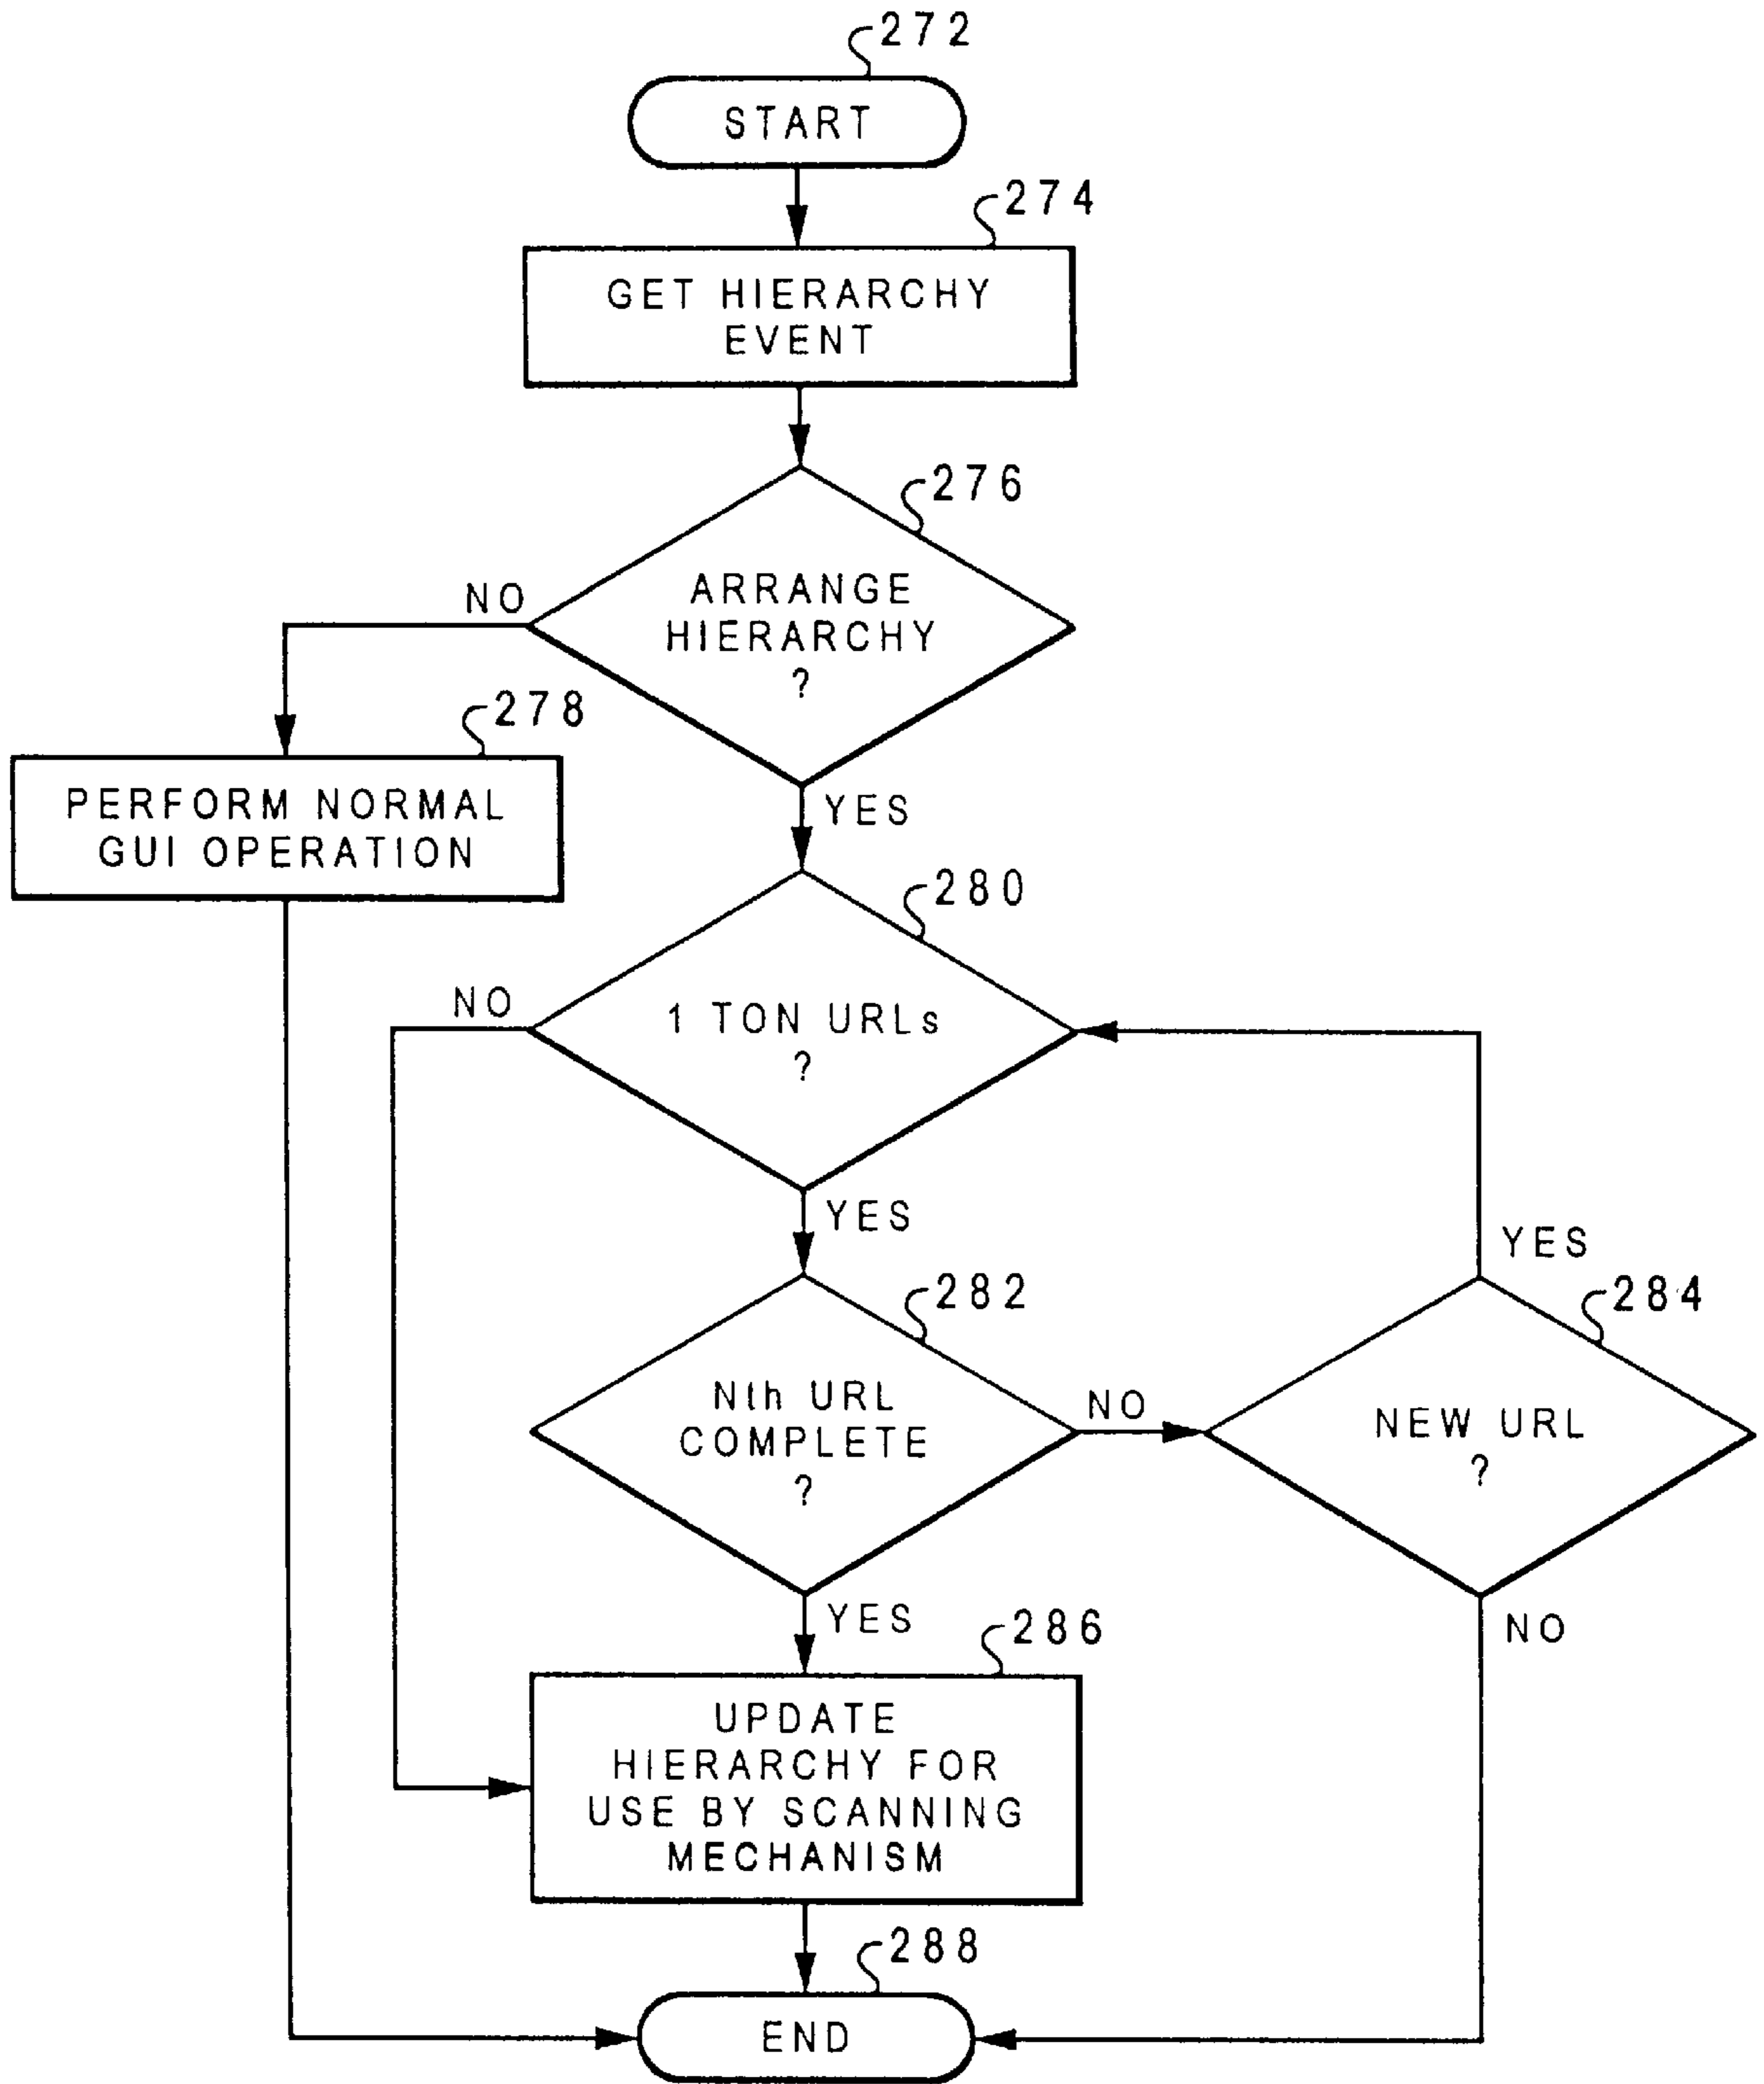 272
START
274
GET HIERARCHY
EVENT
276
ARRANGE
HIERARCHY
?
NO
278
PERFORM NORMAL
GUI OPERATION
YES
280
1 TON URLs
?
NO
YES
282
Nth URL
COMPLETE
?
NO
YES
284
NEW URL
?
YES
NO
286
UPDATE
HIERARCHY FOR
USE BY SCANNING
MECHANISM
288
END